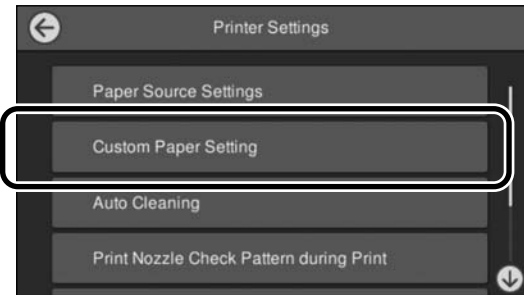 Printer Settings
Paper Source Settings
Custom Paper Setting
Auto Cleaning
Print Nozzle Check Pattern during Print